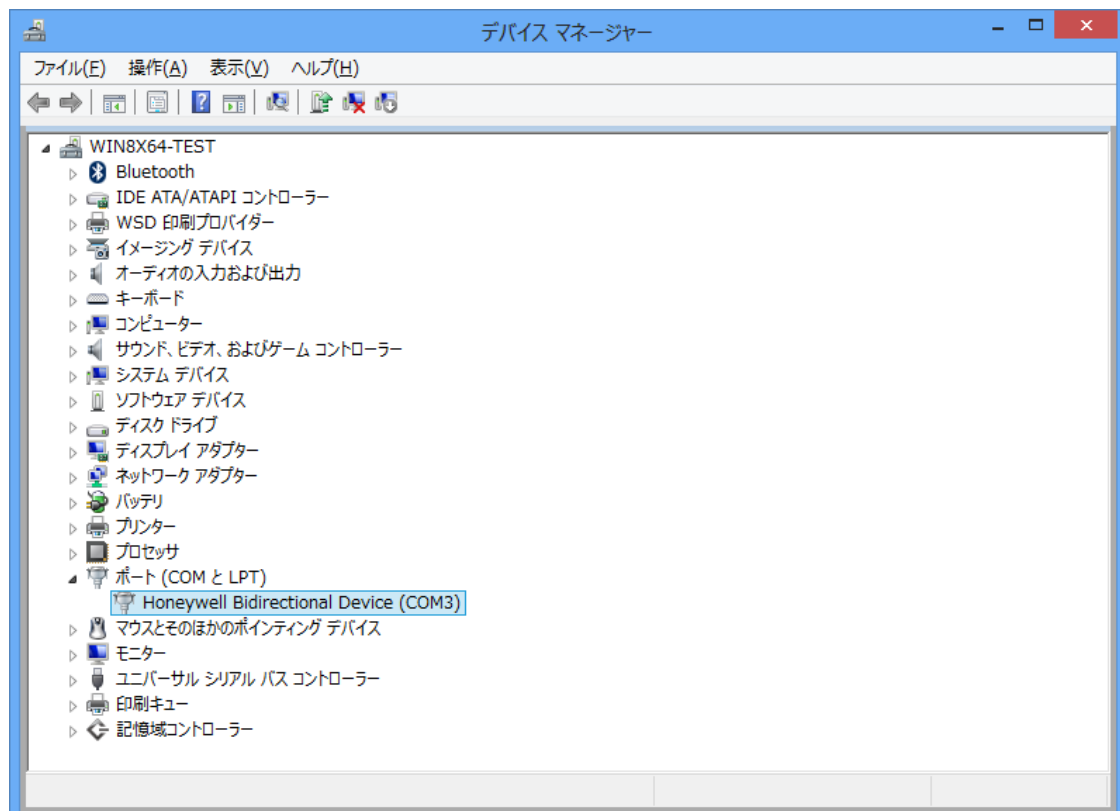 デバイス マネージャー
ファイル(F) 操作(A) 表示(V) ヘルプ(H)
WIN8X64-TEST
Bluetooth
IDE ATA/ATAPI コントローラー
WSD 印刷プロバイダー
イメージング デバイス
オーディオの入力および出力
キーボード
コンピューター
サウンド、ビデオ、およびゲーム コントローラー
システム デバイス
ソフトウェア デバイス
ディスク ドライブ
ディスプレイ アダプター
ネットワーク アダプター
バッテリ
プリンター
プロセッサ
ポート (COM と LPT)
Honeywell Bidirectional Device (COM3)
マウスとそのほかのポインティング デバイス
モニター
ユニバーサル シリアル バス コントローラー
印刷キュー
記憶域コントローラー